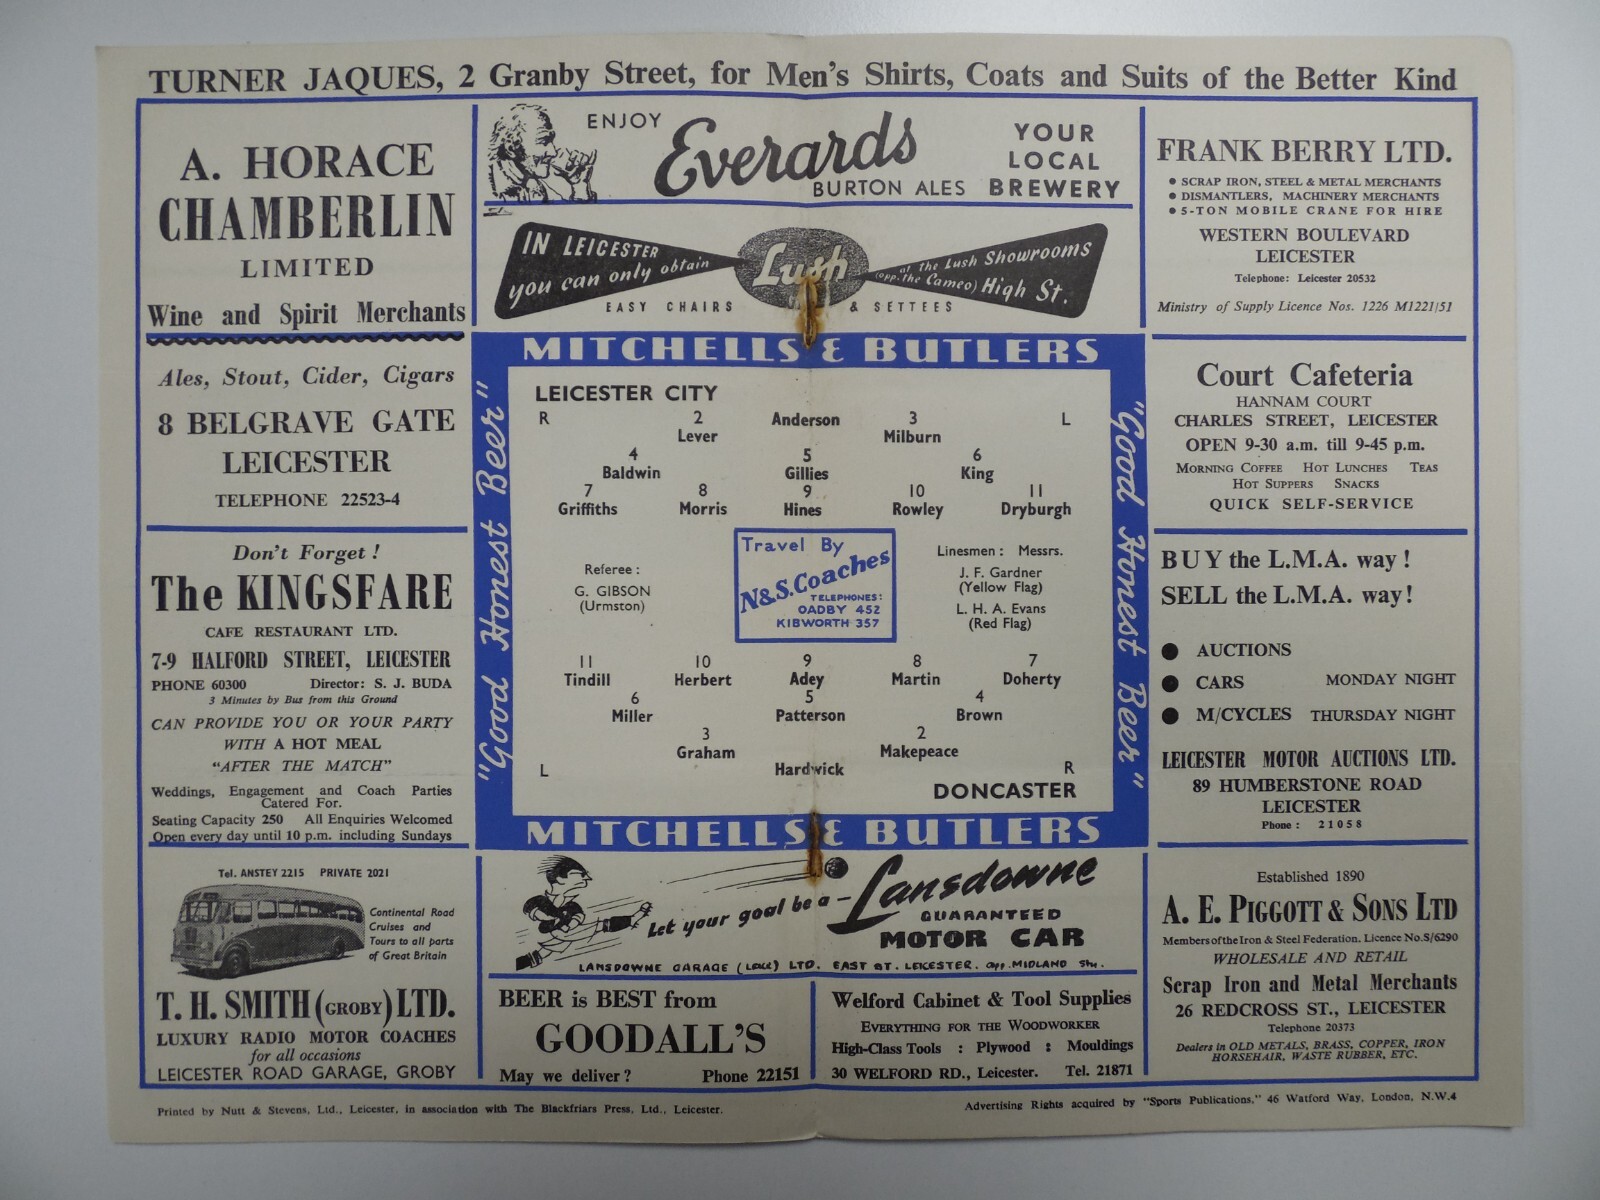 TURNER JAQUES, 2 Granby Street, for Men's Shirts, Coats and Suits of the Better Kind
A. HORACE
CHAMBERLIN
LIMITED
Wine and Spirit Merchants
Ales, Stout, Cider, Cigars
8 BELGRAVE GATE
LEICESTER
TELEPHONE 22523-4
Don't Forget !
The KINGSFARE
CAFE RESTAURANT LTD.
7-9 HALFORD STREET, LEICESTER
PHONE 60300 Director: S. J. BUDA
3 Minutes by Bus from this Ground
CAN PROVIDE YOU OR YOUR PARTY
WITH A HOT MEAL
"AFTER THE MATCH"
Weddings, Engagement and Coach Parties
Catered For.
Seating Capacity 250 All Enquiries Welcomed
Open every day until 10 p.m. including Sundays
Tel. ANSTEY 2215 PRIVATE 2021
Continental Road
Cruises and
Tours to all parts
of Great Britain
T. H. SMITH (GROBY) LTD.
LUXURY RADIO MOTOR COACHES
for all occasions
LEICESTER ROAD GARAGE, GROBY
ENJOY Everards YOUR
LOCAL
BURTON ALES BREWERY
IN LEICESTER
you can only obtain
Lush
at the Lush Showrooms
(opp. the Cameo) High St.
EASY CHAIRS & SETTEES
MITCHELLS & BUTLERS
"Good Honest Beer"
"Good Honest Beer"
LEICESTER CITY
R 2 Anderson 3 L
Lever Milburn
4 5 6
Baldwin Gillies King
7 8 9 10 11
Griffiths Morris Hines Rowley Dryburgh
Referee :
G. GIBSON
(Urmston)
Travel By
N&S. Coaches
TELEPHONES:
OADBY 452
KIBWORTH 357
Linesmen : Messrs.
J. F. Gardner
(Yellow Flag)
L. H. A. Evans
(Red Flag)
11 10 9 8 7
Tindill Herbert Adey Martin Doherty
6 5 4
Miller Patterson Brown
3 2
Graham Makepeace
L Hardwick R
DONCASTER
MITCHELLS & BUTLERS
Let your goal be a — Lansdowne
GUARANTEED
MOTOR CAR
LANSDOWNE GARAGE (LEICR) LTD. EAST ST. LEICESTER. opp. MIDLAND Stn.
BEER is BEST from
GOODALL'S
May we deliver ? Phone 22151
Welford Cabinet & Tool Supplies
EVERYTHING FOR THE WOODWORKER
High-Class Tools : Plywood : Mouldings
30 WELFORD RD., Leicester. Tel. 21871
FRANK BERRY LTD.
● SCRAP IRON, STEEL & METAL MERCHANTS
● DISMANTLERS, MACHINERY MERCHANTS
● 5-TON MOBILE CRANE FOR HIRE
WESTERN BOULEVARD
LEICESTER
Telephone: Leicester 20532
Ministry of Supply Licence Nos. 1226 M1221/51
Court Cafeteria
HANNAM COURT
CHARLES STREET, LEICESTER
OPEN 9-30 a.m. till 9-45 p.m.
MORNING COFFEE HOT LUNCHES TEAS
HOT SUPPERS SNACKS
QUICK SELF-SERVICE
BUY the L.M.A. way !
SELL the L.M.A. way !
● AUCTIONS
● CARS MONDAY NIGHT
● M/CYCLES THURSDAY NIGHT
LEICESTER MOTOR AUCTIONS LTD.
89 HUMBERSTONE ROAD
LEICESTER
Phone : 21058
Established 1890
A. E. PIGGOTT & SONS LTD
Members of the Iron & Steel Federation. Licence No.S/6290
WHOLESALE AND RETAIL
Scrap Iron and Metal Merchants
26 REDCROSS ST., LEICESTER
Telephone 20373
Dealers in OLD METALS, BRASS, COPPER, IRON
HORSEHAIR, WASTE RUBBER, ETC.
Printed by Nutt & Stevens, Ltd., Leicester, in association with The Blackfriars Press, Ltd., Leicester.
Advertising Rights acquired by "Sports Publications," 46 Watford Way, London, N.W.4